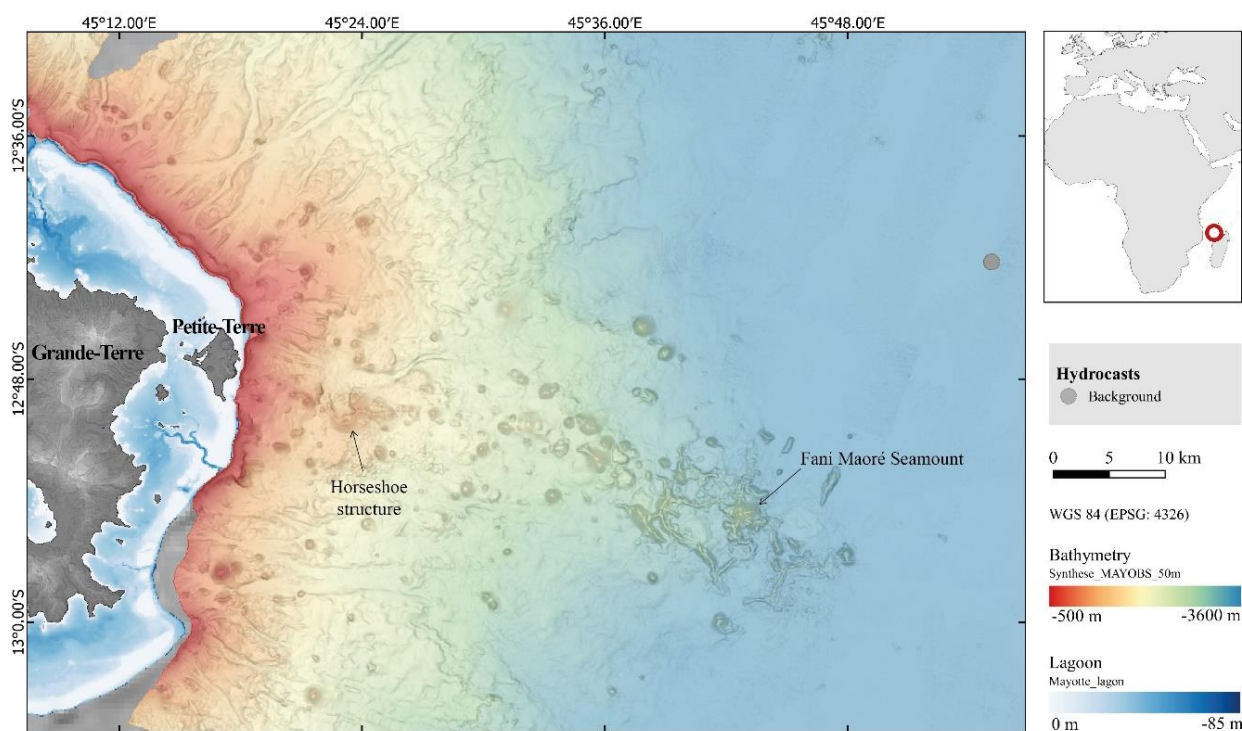 45°12.00'E
45°24.00'E
45°36.00'E
45°48.00'E
12°36.00'S
12°48.00'S
13°0.00'S
Petite-Terre
Grande-Terre
Horseshoe
structure
Fani Maoré Seamount
Hydrocasts
Background
0 5 10 km
WGS 84 (EPSG: 4326)
Bathymetry
Synthese_MAYOBS_50m
-500 m -3600 m
Lagoon
Mayotte_lagon
0 m -85 m